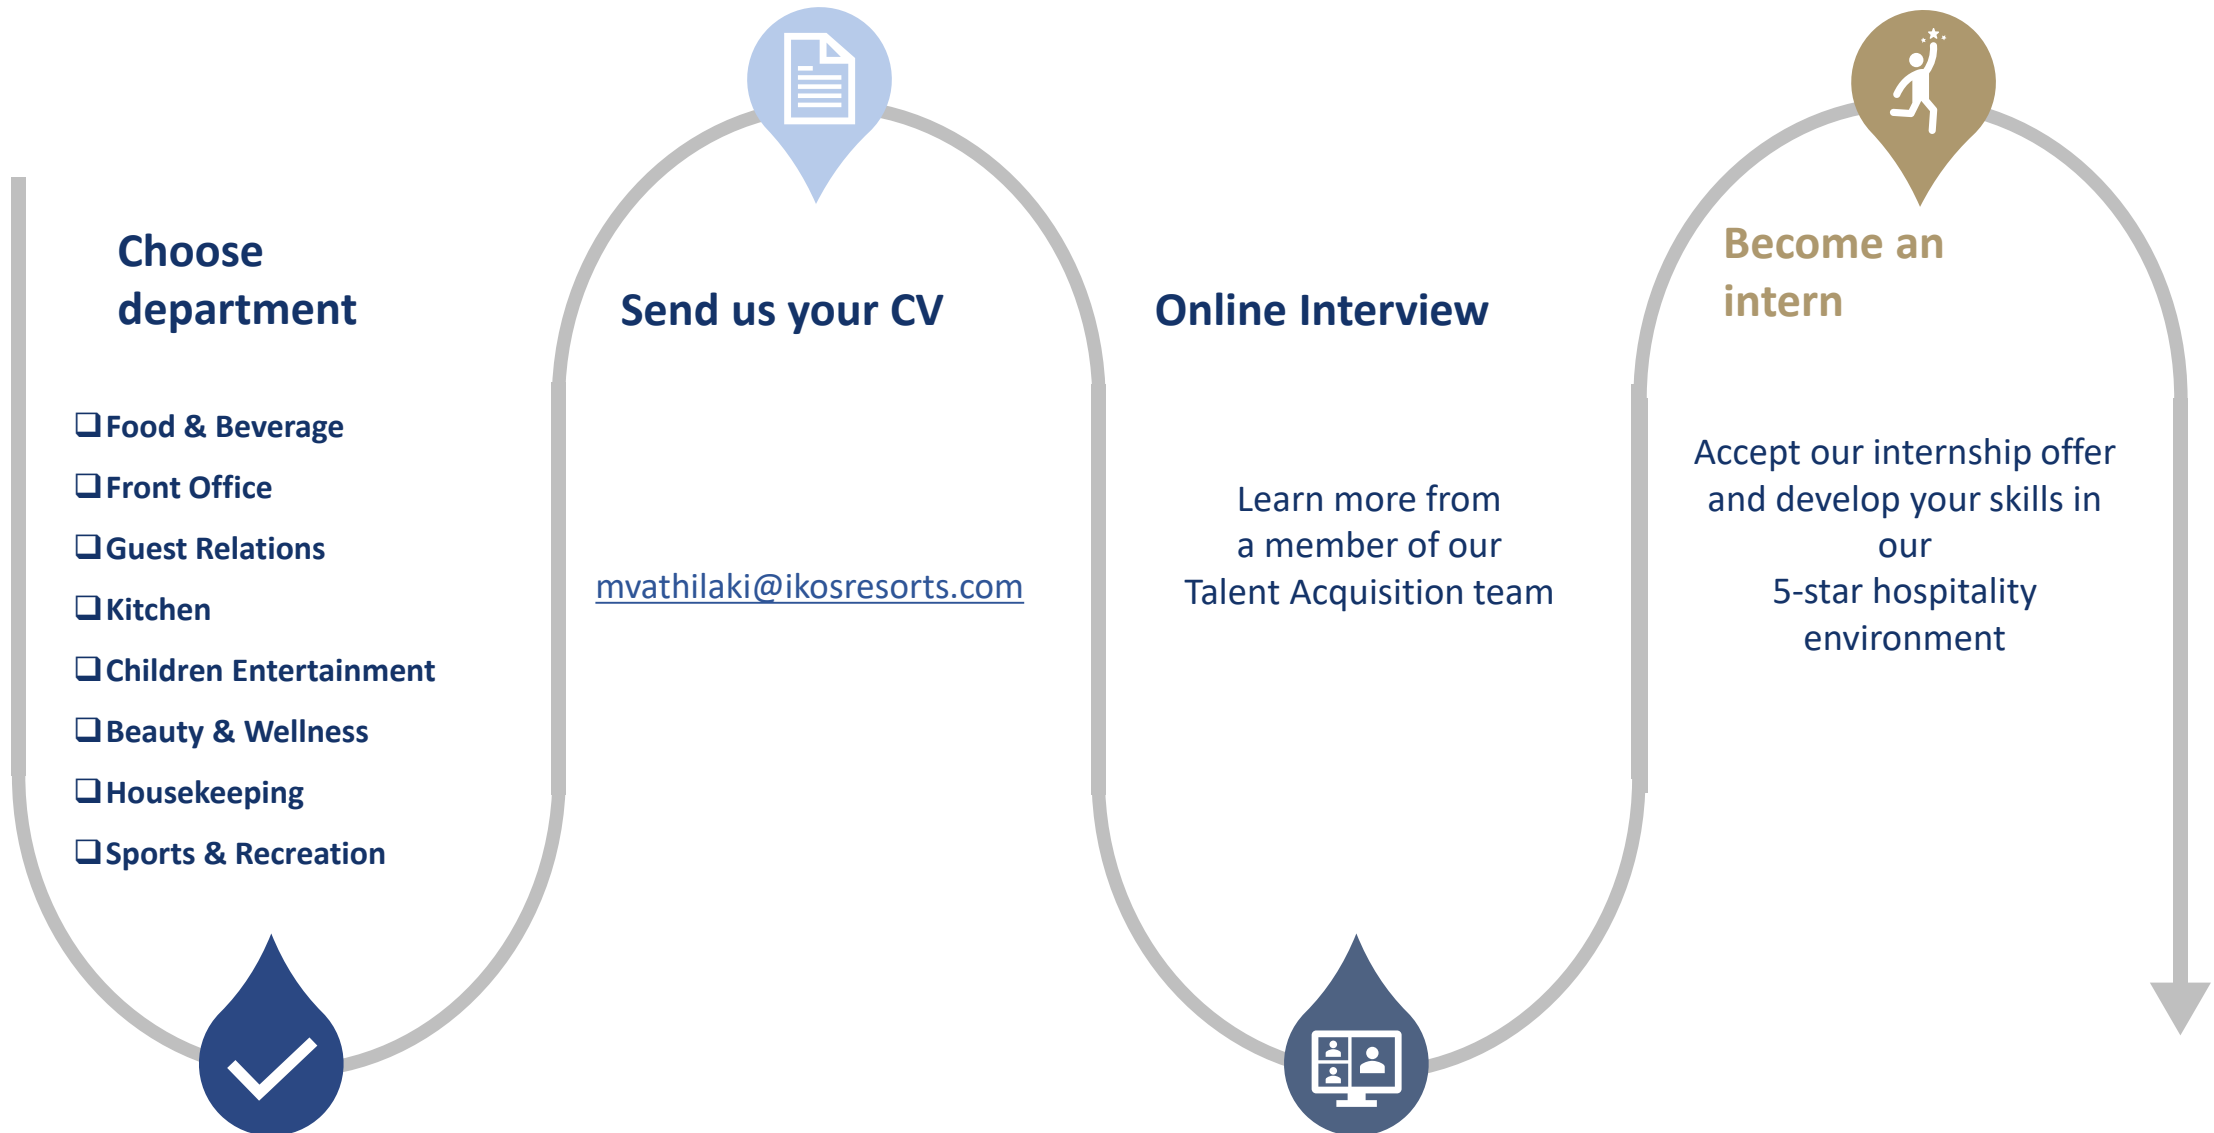 Choose
department
❑Food & Beverage
❑Front Office
❑Guest Relations
❑Kitchen
❑Children Entertainment
❑Beauty & Wellness
❑Housekeeping
❑Sports & Recreation
Send us your CV
mvathilaki@ikosresorts.com
Online Interview
Learn more from
a member of our
Talent Acquisition team
Become an
intern
Accept our internship offer
and develop your skills in
our
5-star hospitality
environment